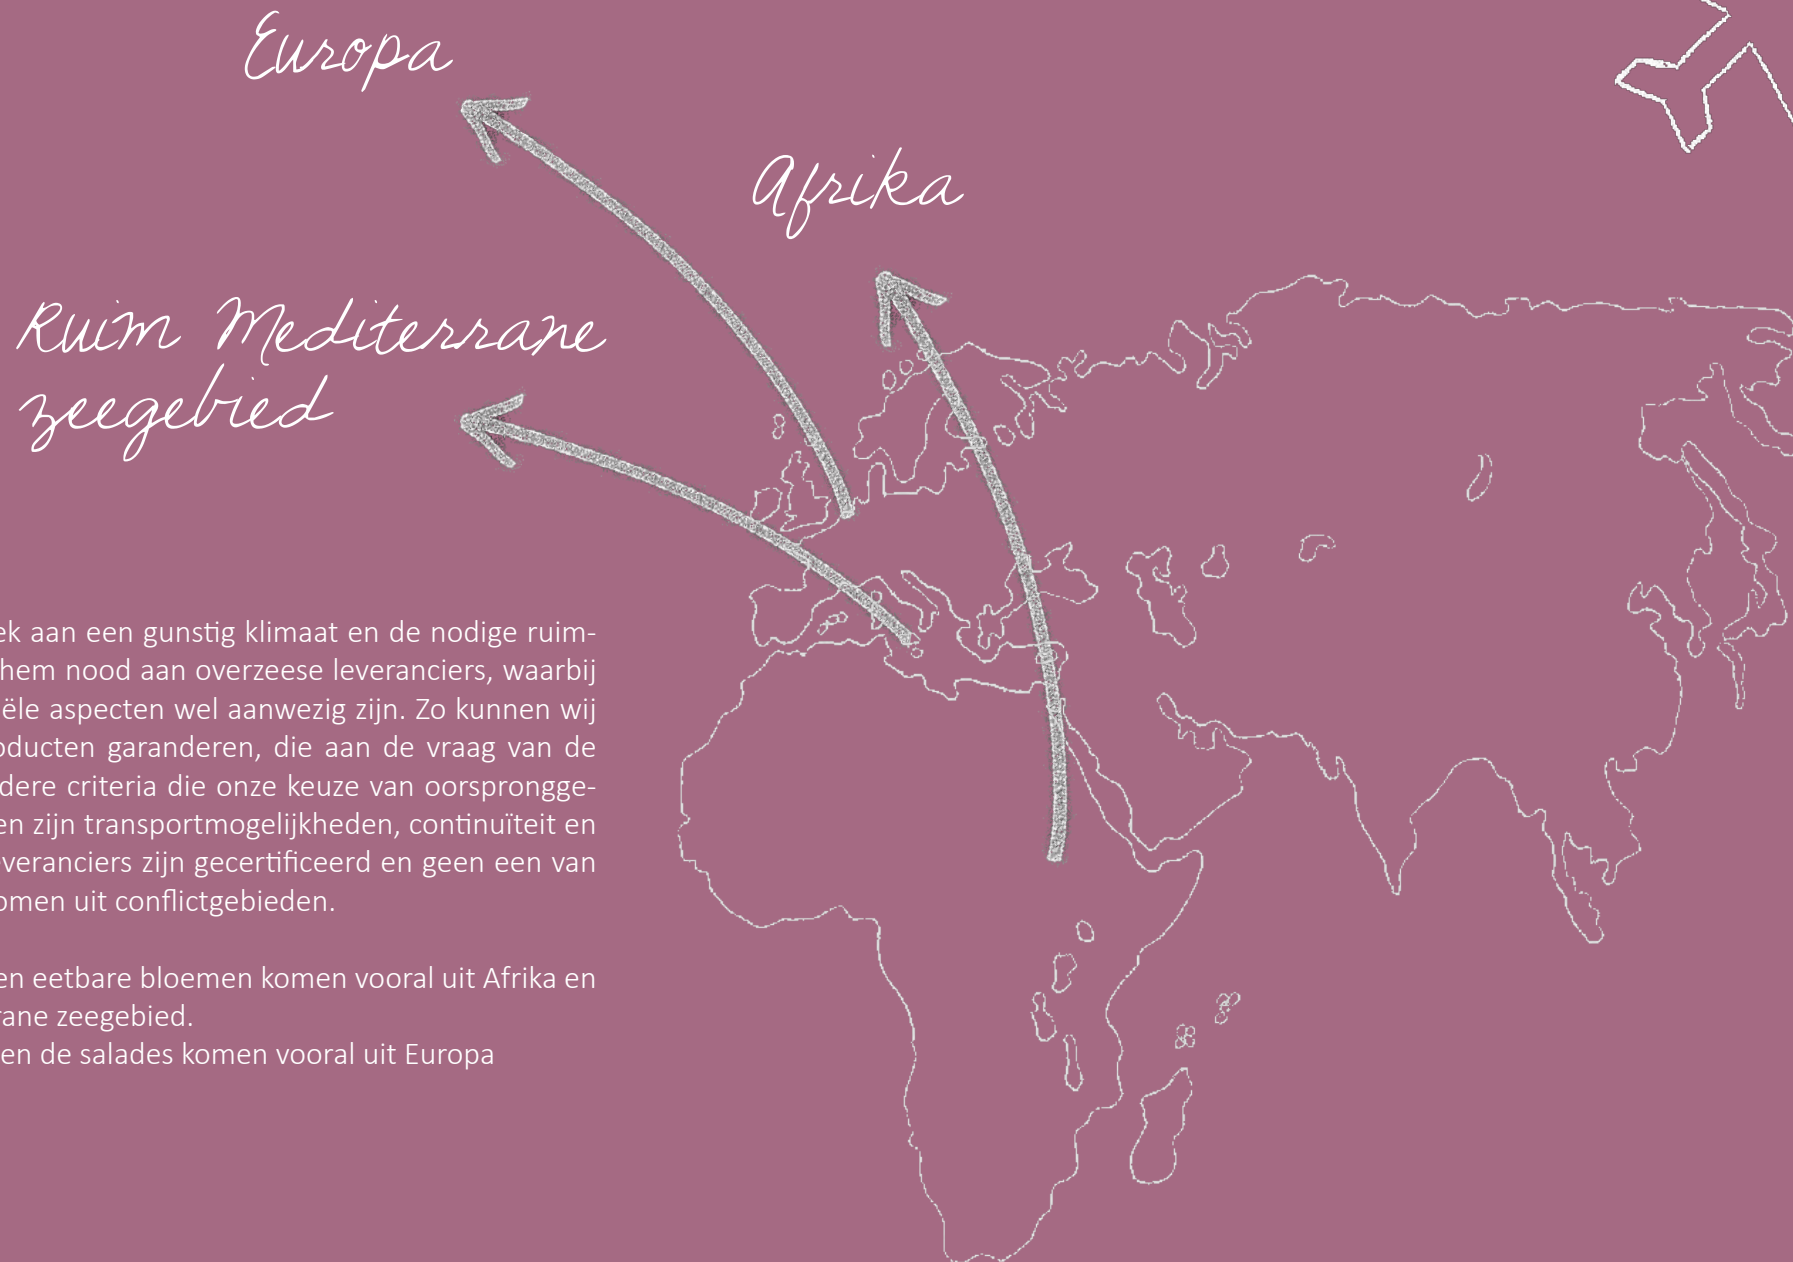 Europa
Afrika
Ruim Mediterrane
zeegebied
ek aan een gunstig klimaat en de nodige ruim-
hem nood aan overzeese leveranciers, waarbij
ële aspecten wel aanwezig zijn. Zo kunnen wij
oducten garanderen, die aan de vraag van de
dere criteria die onze keuze van oorsprongge-
en zijn transportmogelijkheden, continuïteit en
everanciers zijn gecertificeerd en geen een van
omen uit conflictgebieden.
en eetbare bloemen komen vooral uit Afrika en
rane zeegebied.
en de salades komen vooral uit Europa